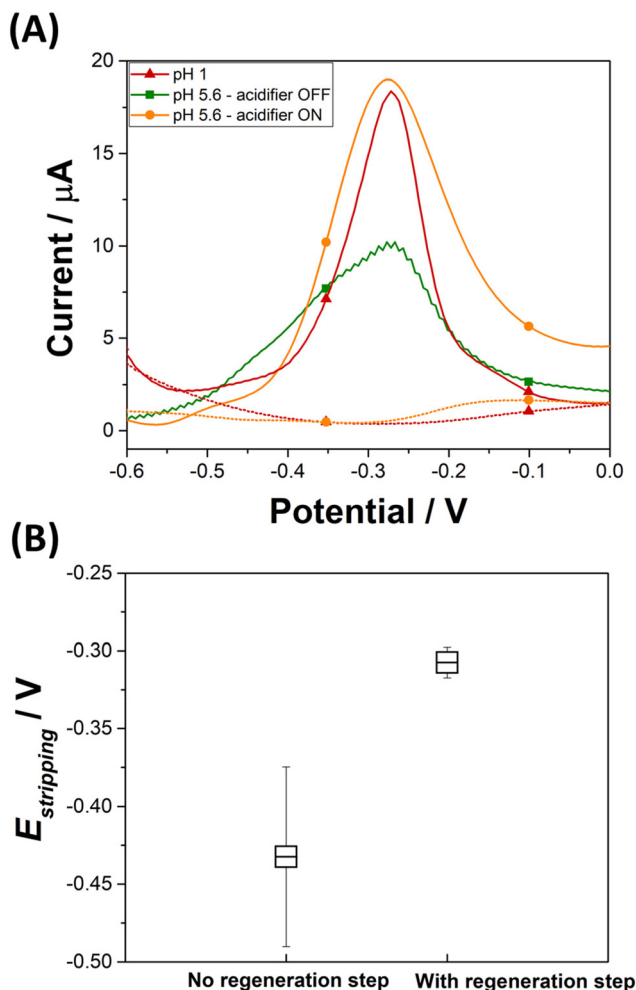 (A)
pH 1
pH 5.6 - acidifier OFF
pH 5.6 - acidifier ON
Current / μA
20
15
10
5
0
-0.6 -0.5 -0.4 -0.3 -0.2 -0.1 0.0
Potential / V
(B)
E stripping / V
-0.25
-0.30
-0.35
-0.40
-0.45
-0.50
No regeneration step With regeneration step